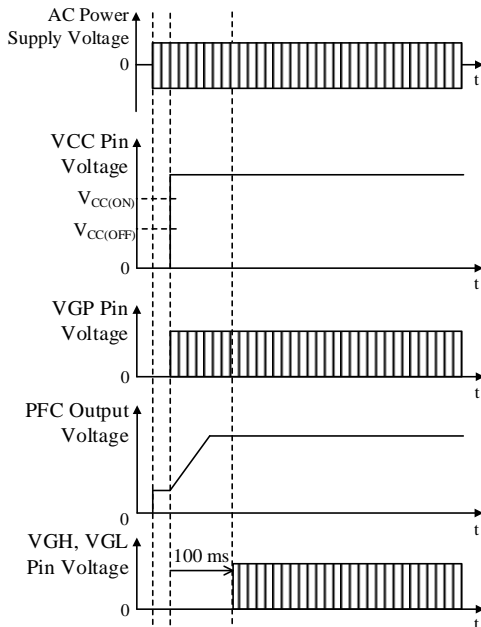 AC Power
Supply Voltage
0
t
VCC Pin
Voltage
VCC(ON)
VCC(OFF)
0
t
VGP Pin
Voltage
0
t
PFC Output
Voltage
0
t
VGH, VGL
Pin Voltage
100 ms
0
t